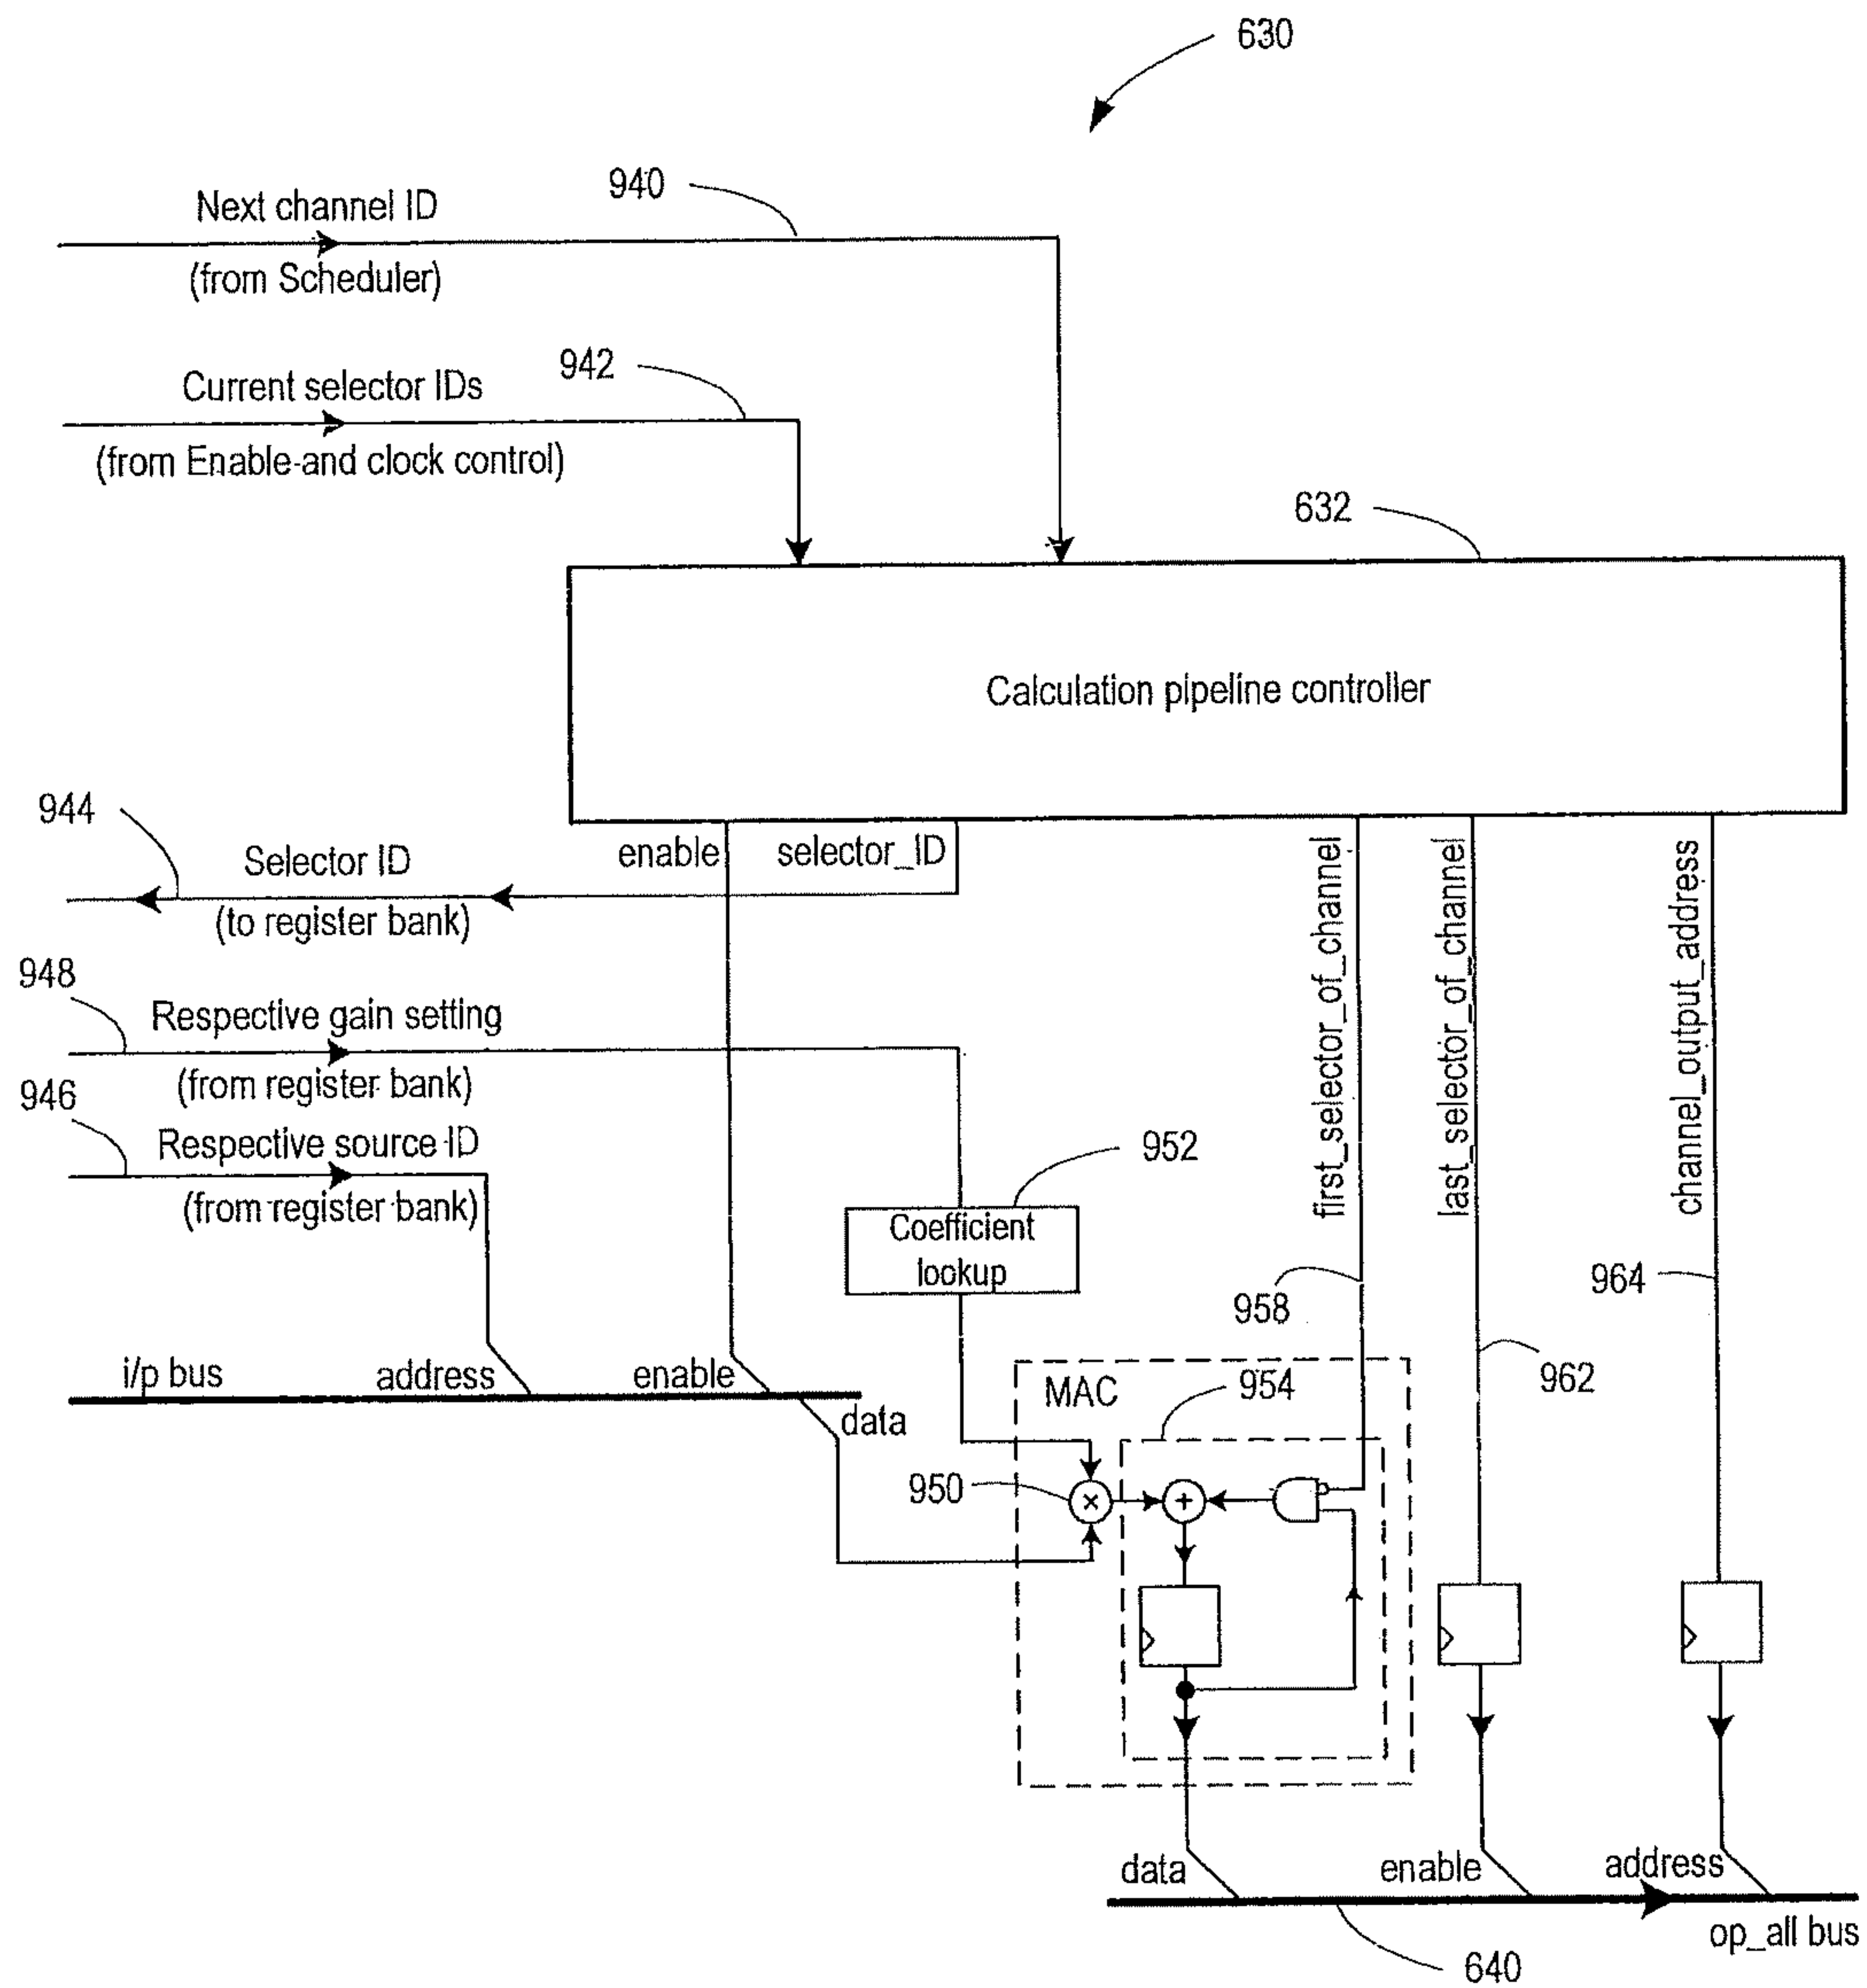 630
940
Next channel ID
(from Scheduler)
942
Current selector IDs
(from Enable-and clock control)
632
Calculation pipeline controller
944
Selector ID
(to register bank)
enable
selector_ID
first_selector_of_channel
last_selector_of_channel
channel_output_address
948
Respective gain setting
(from register bank)
946
Respective source ID
(from register bank)
952
Coefficient
lookup
958
964
962
i/p bus
address
enable
data
MAC
954
950
×
+
data
enable
address
op_all bus
640